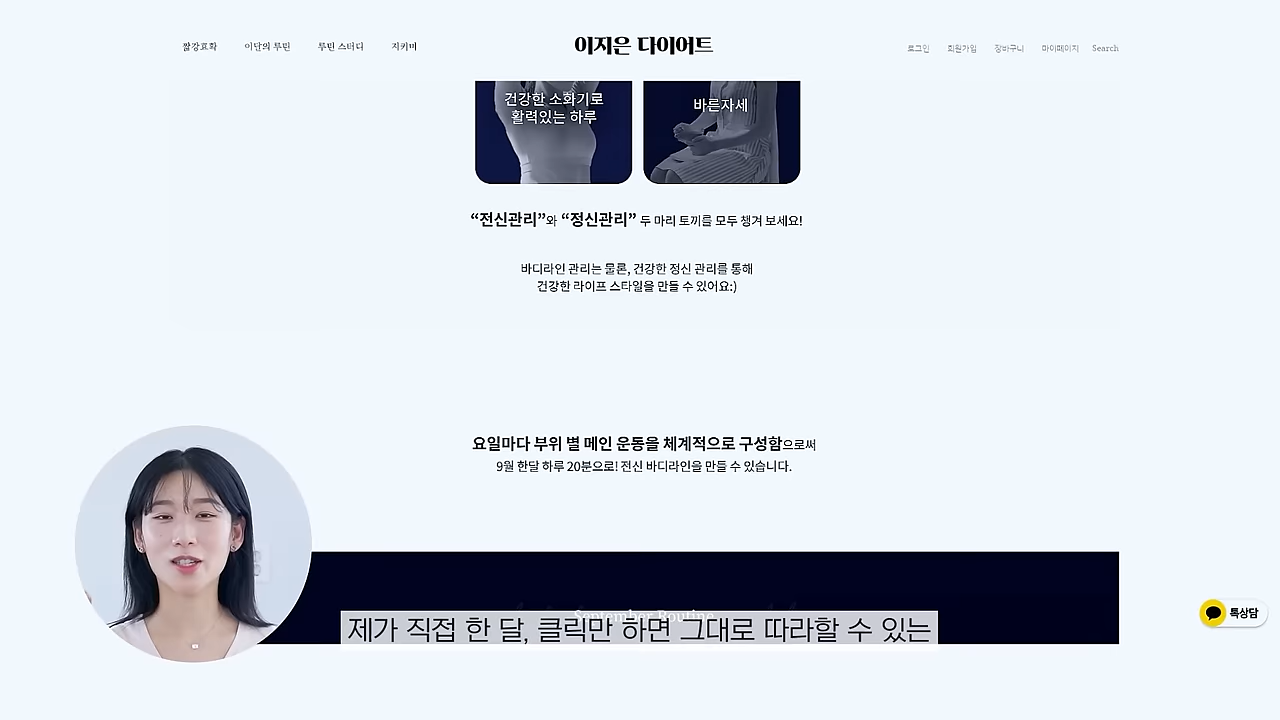 짤강효확 이달의 루틴 루틴 스터디 지키미
이지은 다이어트
로그인 회원가입 장바구니 마이페이지 Search
건강한 소화기로
활력있는 하루
바른자세
“전신관리”와 “정신관리” 두 마리 토끼를 모두 챙겨 보세요!
바디라인 관리는 물론, 건강한 정신 관리를 통해
건강한 라이프 스타일을 만들 수 있어요:)
요일마다 부위 별 메인 운동을 체계적으로 구성함으로써
9월 한달 하루 20분으로! 전신 바디라인을 만들 수 있습니다.
September Routine
제가 직접 한 달, 클릭만 하면 그대로 따라할 수 있는
톡상담